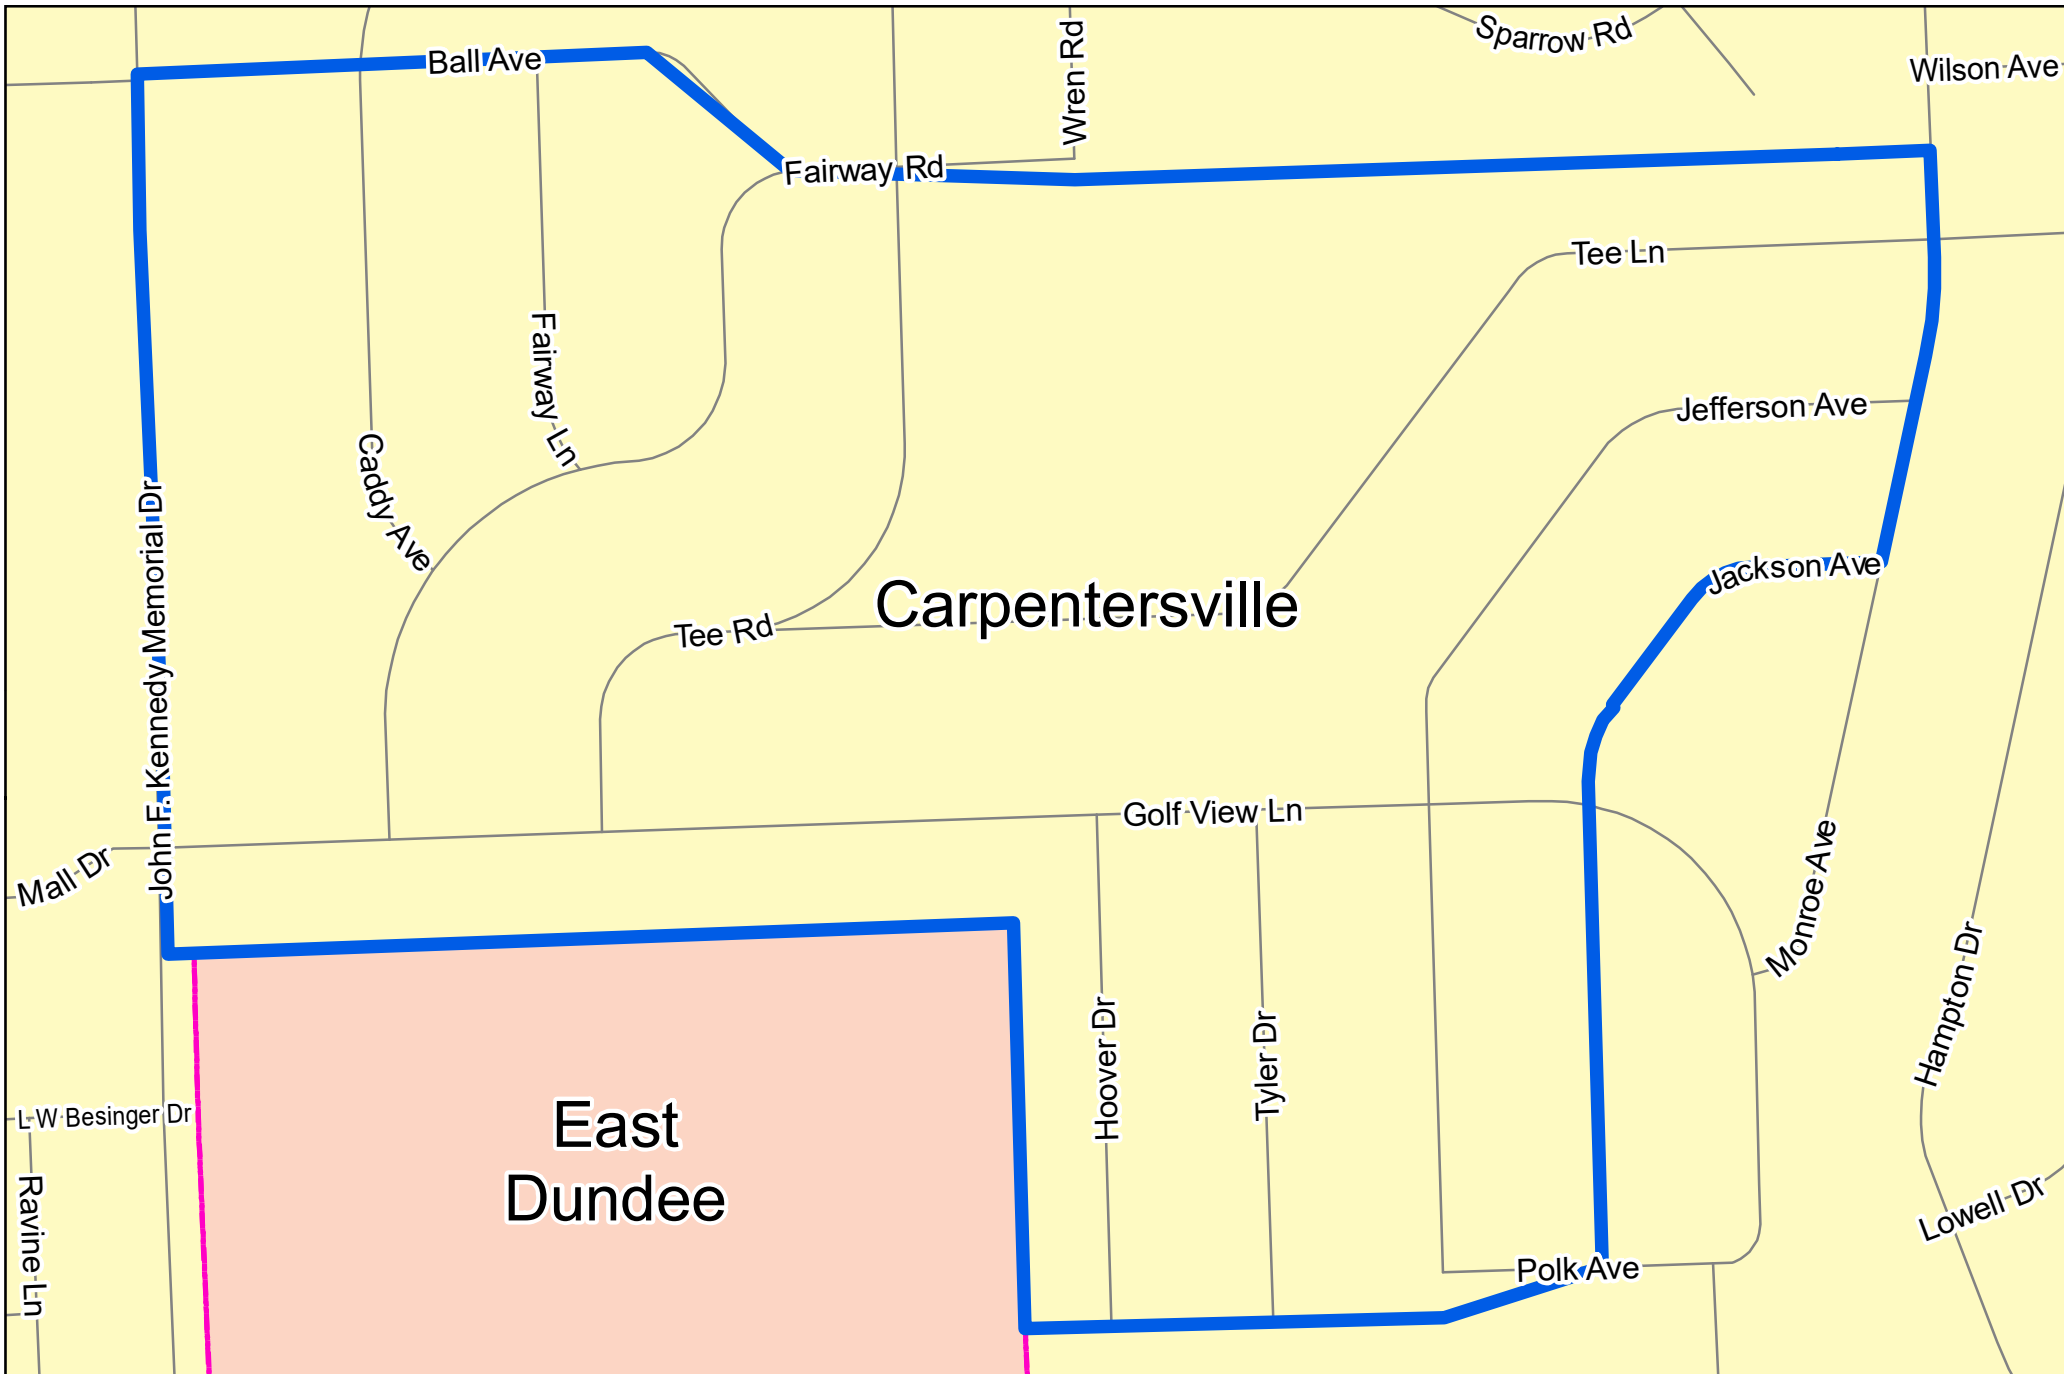 Sparrow Rd
Ball Ave
Wren Rd
Wilson Ave
Fairway Rd
Tee Ln
Fairway Ln
Jefferson Ave
Caddy Ave
John F. Kennedy Memorial Dr
Jackson Ave
Carpentersville
Tee Rd
Golf View Ln
Mall Dr
Monroe Ave
Hampton Dr
Hoover Dr
Tyler Dr
L W Besinger Dr
East
Dundee
Ravine Ln
Lowell Dr
Polk Ave